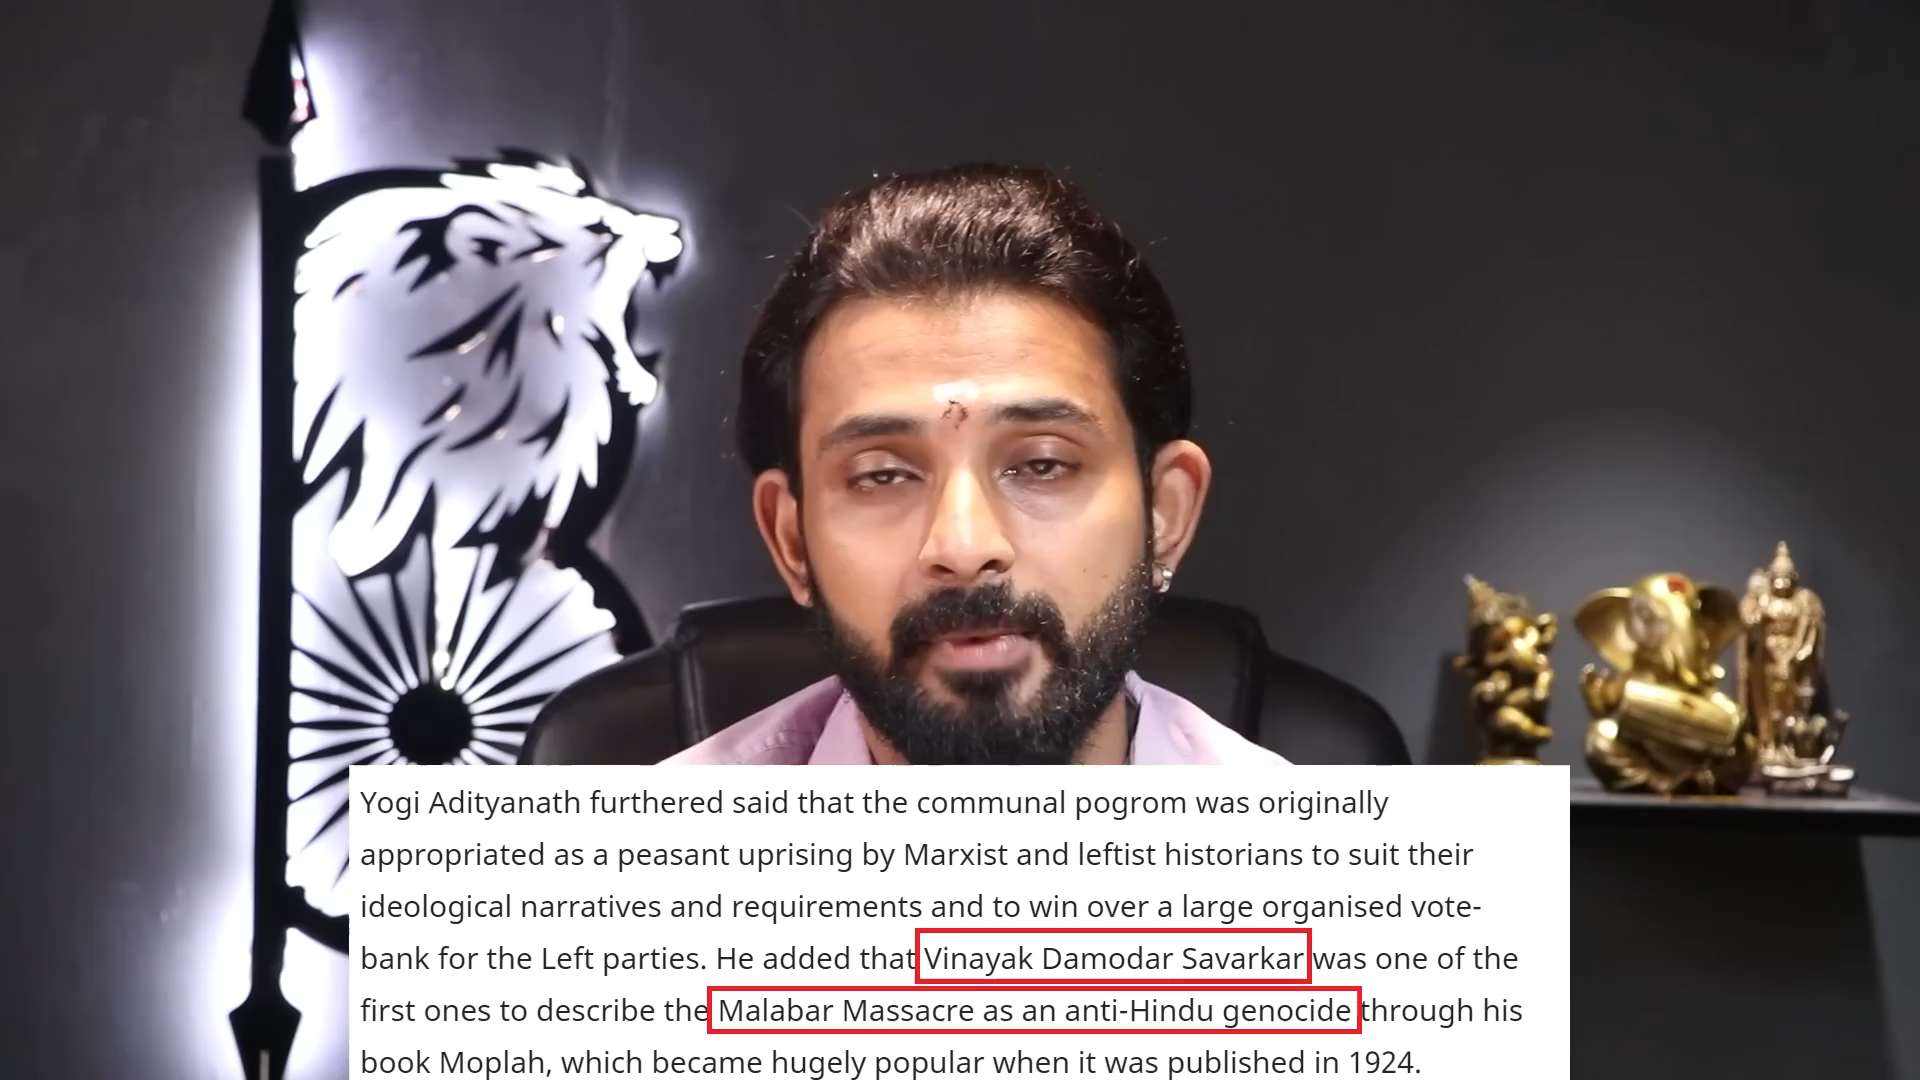 Yogi Adityanath furthered said that the communal pogrom was originally
appropriated as a peasant uprising by Marxist and leftist historians to suit their
ideological narratives and requirements and to win over a large organised vote-
bank for the Left parties. He added that Vinayak Damodar Savarkar was one of the
first ones to describe the Malabar Massacre as an anti-Hindu genocide through his
book Moplah, which became hugely popular when it was published in 1924.